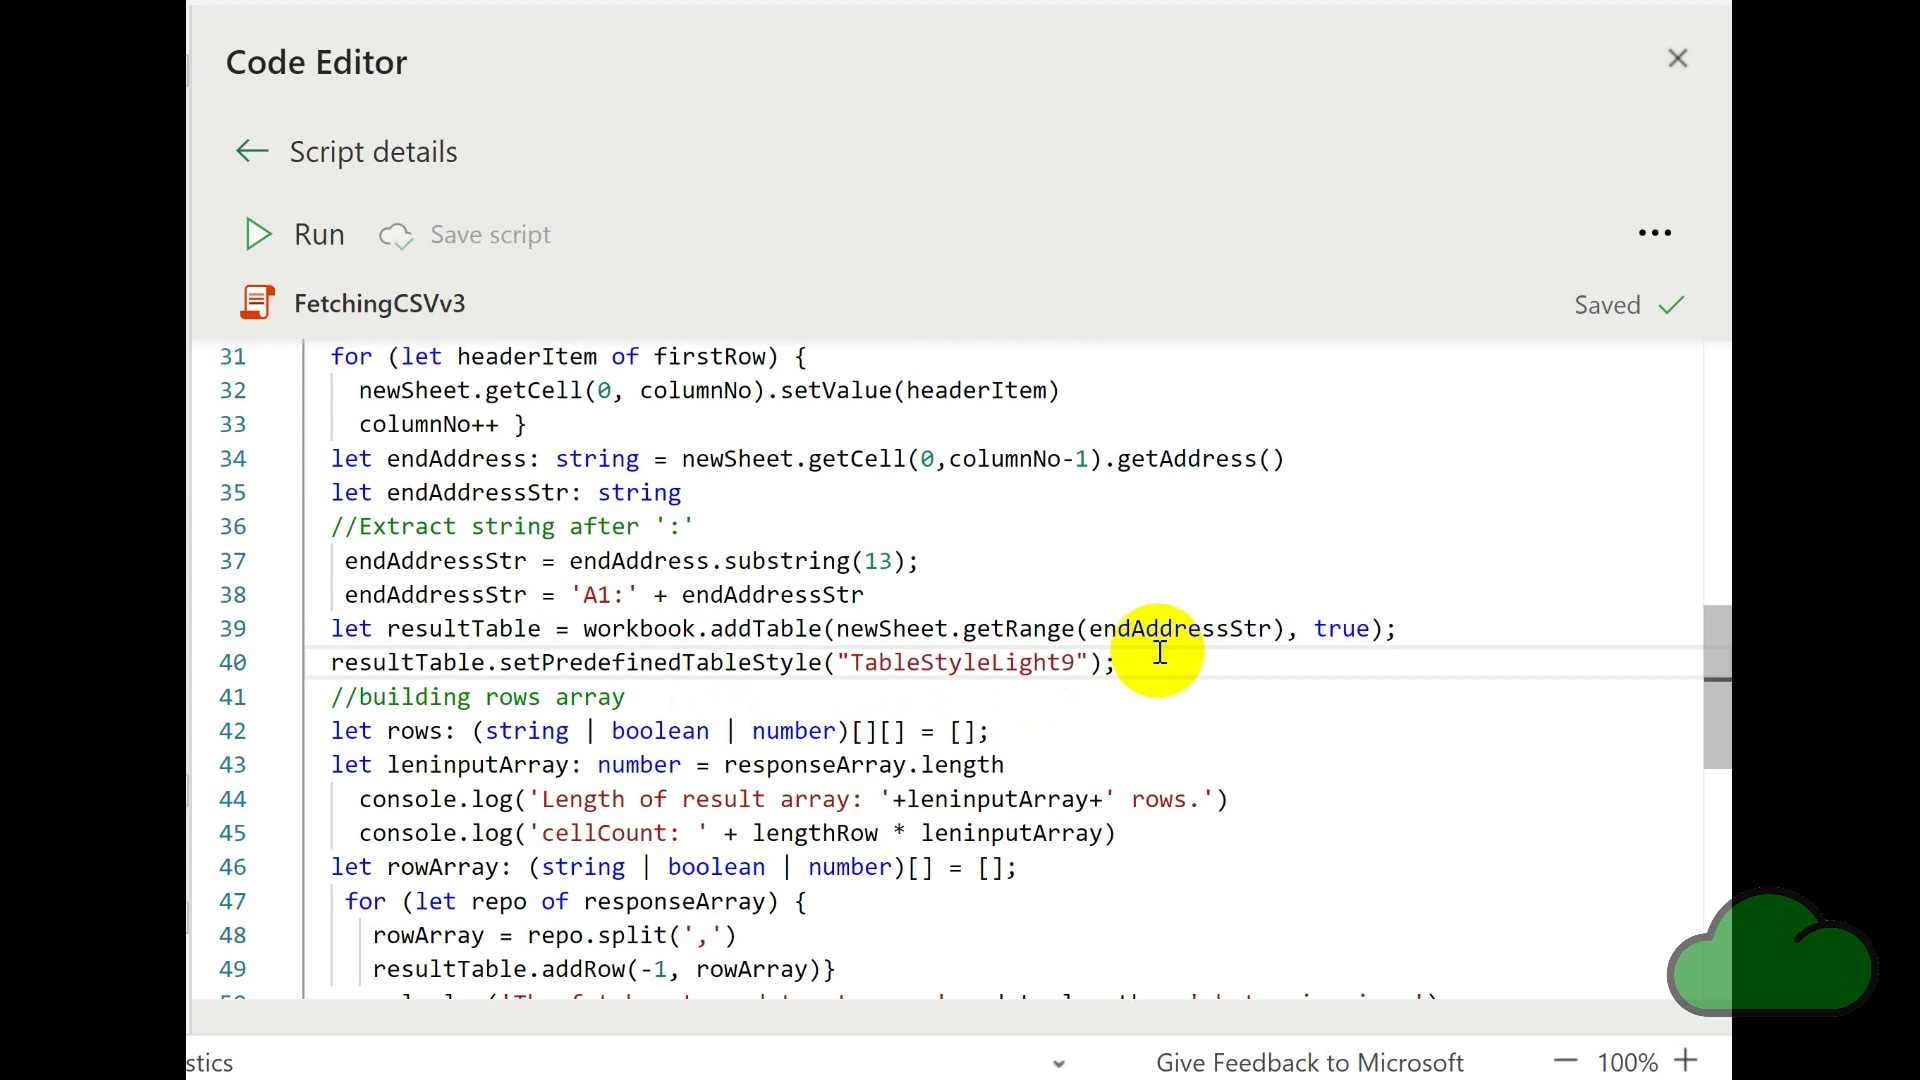 Code Editor
Script details
Run Save script
FetchingCSVv3 Saved
31 for (let headerItem of firstRow) {
32 newSheet.getCell(0, columnNo).setValue(headerItem)
33 columnNo++ }
34 let endAddress: string = newSheet.getCell(0,columnNo-1).getAddress()
35 let endAddressStr: string
36 //Extract string after ':'
37 endAddressStr = endAddress.substring(13);
38 endAddressStr = 'A1:' + endAddressStr
39 let resultTable = workbook.addTable(newSheet.getRange(endAddressStr), true);
40 resultTable.setPredefinedTableStyle("TableStyleLight9");
41 //building rows array
42 let rows: (string | boolean | number)[][] = [];
43 let leninputArray: number = responseArray.length
44 console.log('Length of result array: '+leninputArray+' rows.')
45 console.log('cellCount: ' + lengthRow * leninputArray)
46 let rowArray: (string | boolean | number)[] = [];
47 for (let repo of responseArray) {
48 rowArray = repo.split(',')
49 resultTable.addRow(-1, rowArray)}
stics Give Feedback to Microsoft 100%